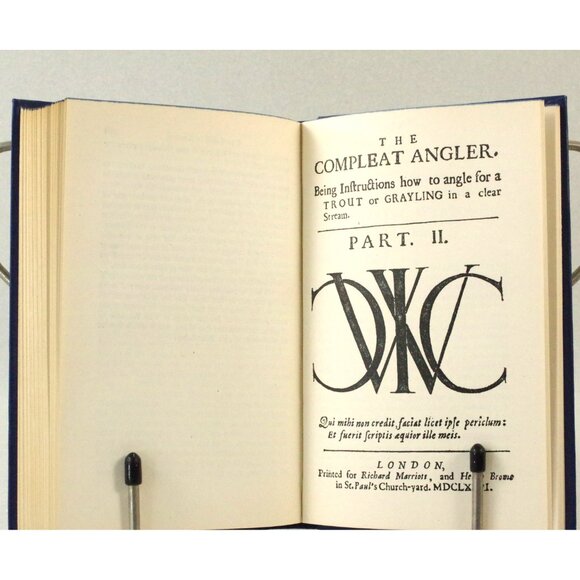 THE
COMPLEAT ANGLER.
Being Inſtructions how to angle for a
TROUT or GRAYLING in a clear
Stream.
PART. II.
Qui mihi non credit, faciat licet ipſe periclum:
Et fuerit ſcriptis æquior ille meis.
LONDON,
Printed for Richard Marriott, and Brome
in St. Paul's Church-yard.